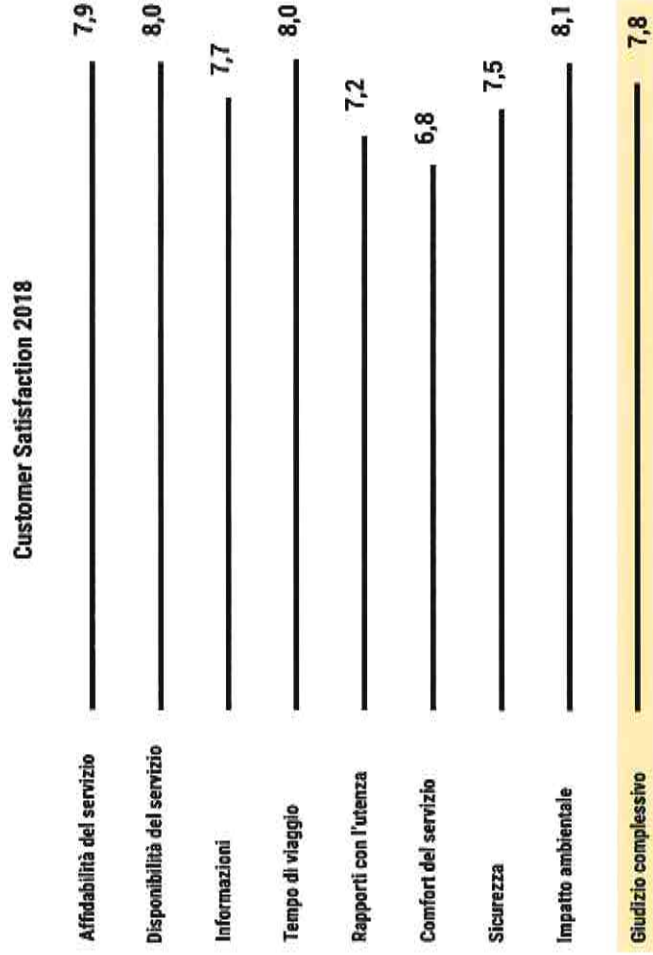 Customer Satisfaction 2018
Affidabilità del servizio 7,9
Disponibilità del servizio 8,0
Informazioni 7,7
Tempo di viaggio 8,0
Rapporti con l'utenza 7,2
Comfort del servizio 6,8
Sicurezza 7,5
Impatto ambientale 8,1
Giudizio complessivo 7,8